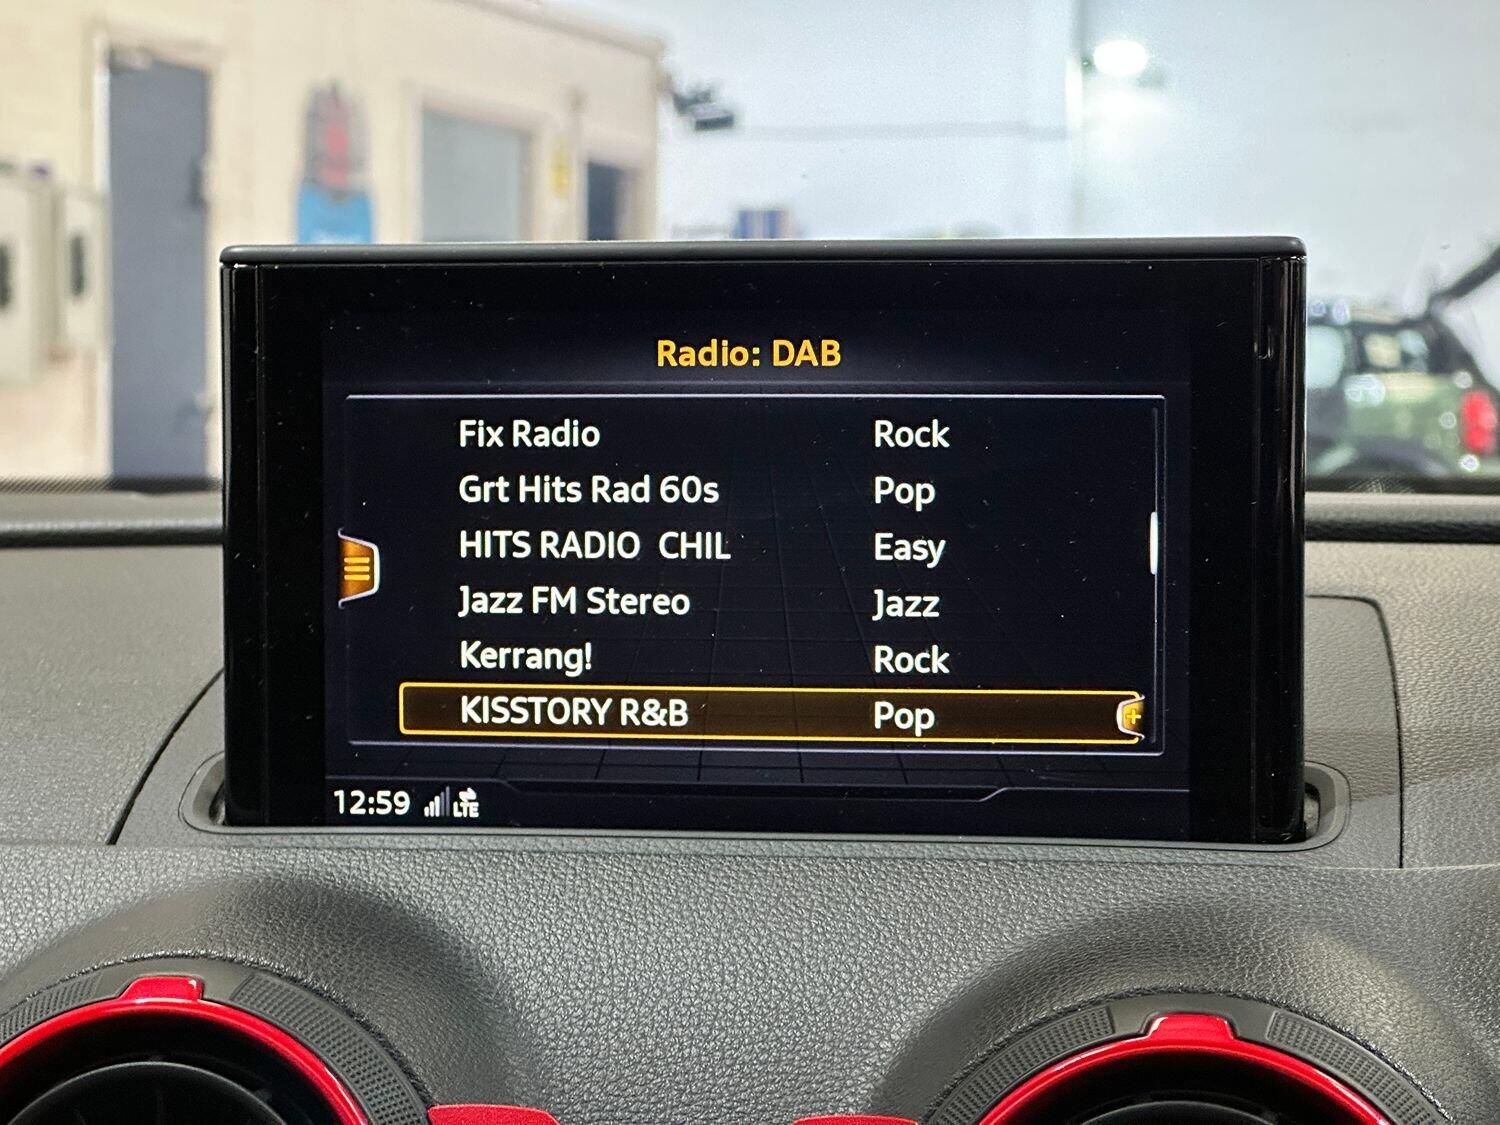 Radio: DAB
Fix Radio Rock
Grt Hits Rad 60s Pop
HITS RADIO  CHIL Easy
Jazz FM Stereo Jazz
Kerrang! Rock
KISSTORY R&B Pop
12:59 LTE